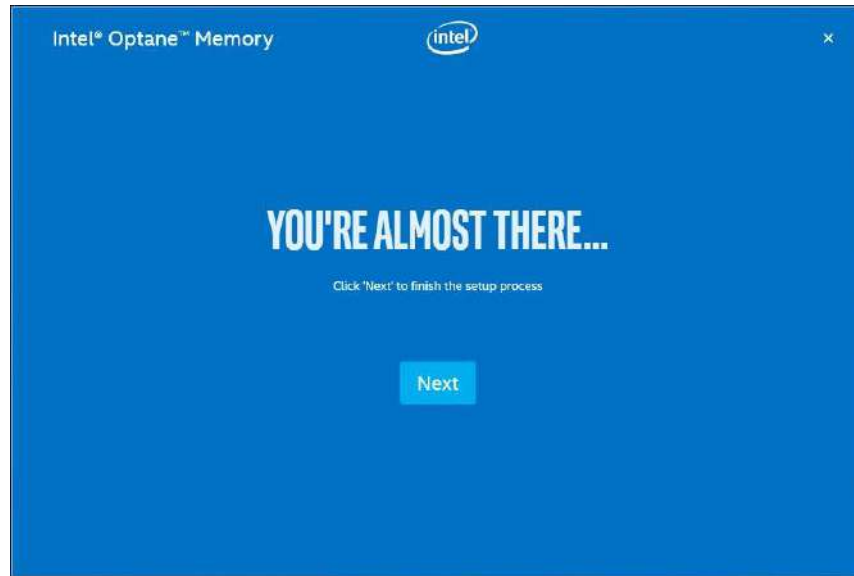 Intel® Optane™ Memory
intel
×
YOU'RE ALMOST THERE...
Click 'Next' to finish the setup process
Next